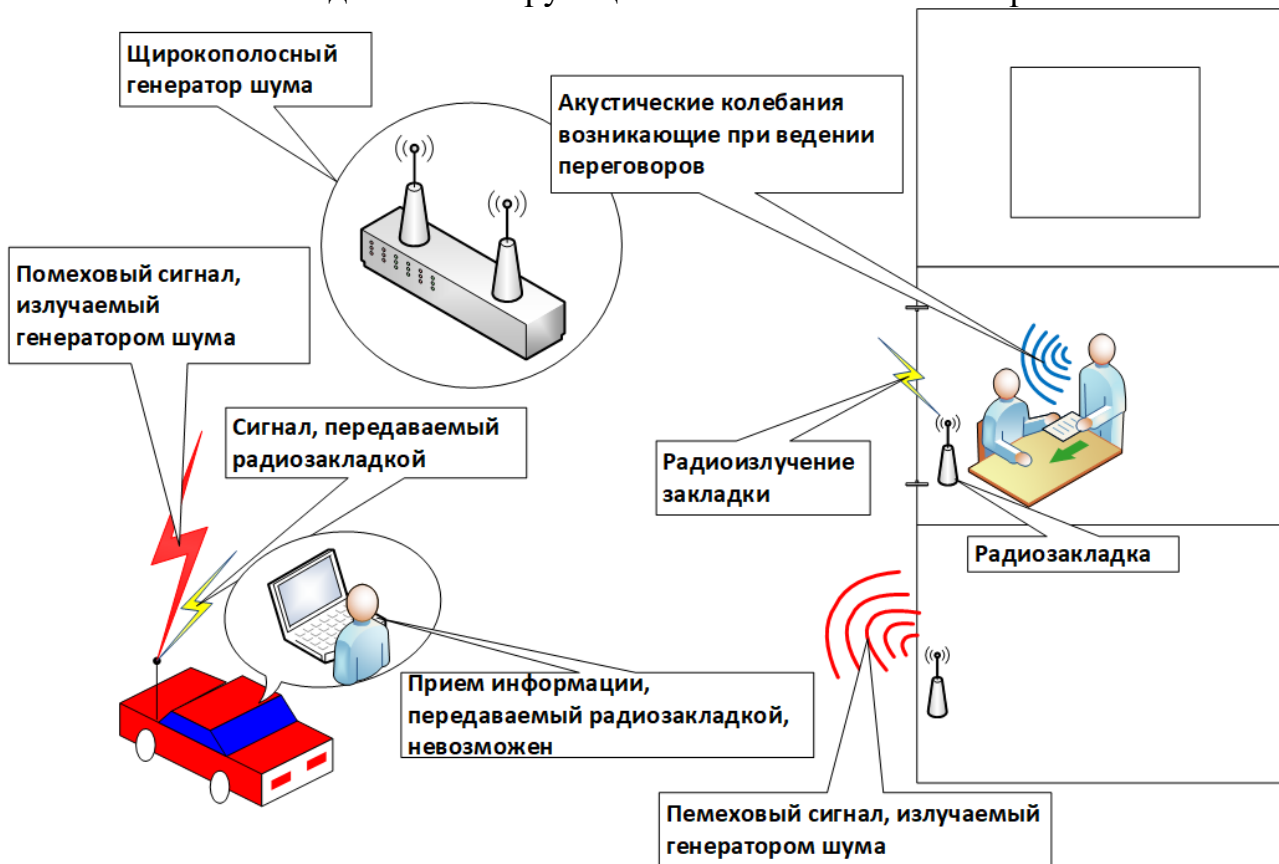 Щирокополосный
генератор шума
Акустические колебания
возникающие при ведении
переговоров
Помеховый сигнал,
излучаемый
генератором шума
Сигнал, передаваемый
радиозакладкой
Радиоизлучение
закладки
Радиозакладка
Прием информации,
передаваемый радиозакладкой,
невозможен
Пемеховый сигнал, излучаемый
генератором шума